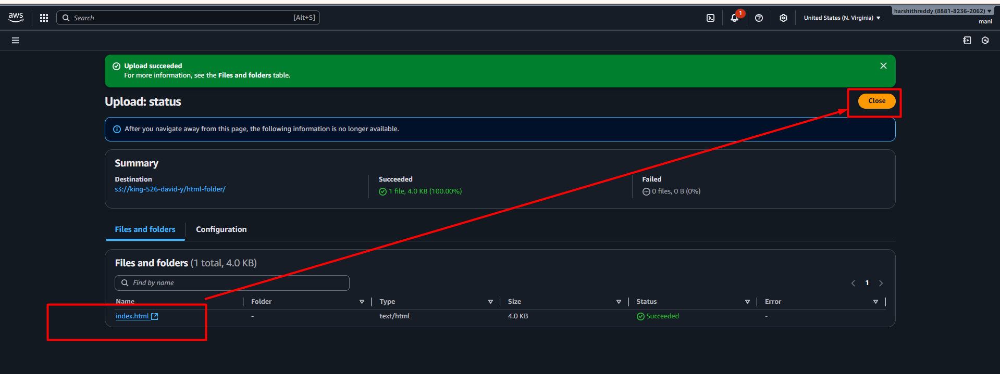 aws
Search [Alt+S]
1
United States (N. Virginia)
harshithreddy (8881-8236-2062)
mani
Upload succeeded
For more information, see the Files and folders table.
Upload: status
Close
After you navigate away from this page, the following information is no longer available.
Summary
Destination
s3://king-526-david-y/html-folder/
Succeeded
1 file, 4.0 KB (100.00%)
Failed
0 files, 0 B (0%)
Files and folders
Configuration
Files and folders (1 total, 4.0 KB)
Find by name
1
Name Folder Type Size Status Error
index.html - text/html 4.0 KB Succeeded -